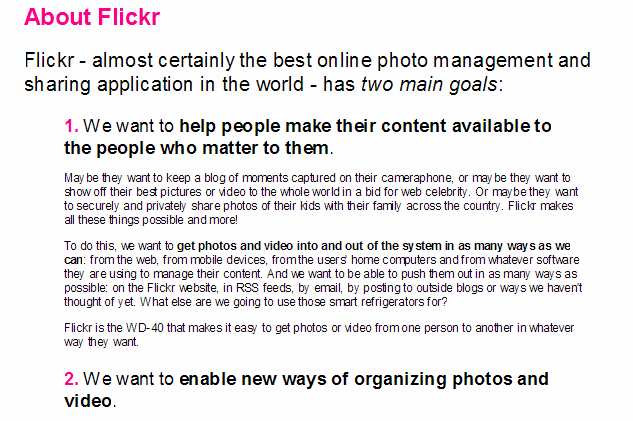 About Flickr
Flickr - almost certainly the best online photo management and
sharing application in the world - has two main goals:
1. We want to help people make their content available to
the people who matter to them.
Maybe they want to keep a blog of moments captured on their cameraphone, or maybe they want to
show off their best pictures or video to the whole world in a bid for web celebrity. Or maybe they want
to securely and privately share photos of their kids with their family across the country. Flickr makes
all these things possible and more!
To do this, we want to get photos and video into and out of the system in as many ways as we
can: from the web, from mobile devices, from the users' home computers and from whatever software
they are using to manage their content. And we want to be able to push them out in as many ways as
possible: on the Flickr website, in RSS feeds, by email, by posting to outside blogs or ways we haven't
thought of yet. What else are we going to use those smart refrigerators for?
Flickr is the WD-40 that makes it easy to get photos or video from one person to another in whatever
way they want.
2. We want to enable new ways of organizing photos and
video.